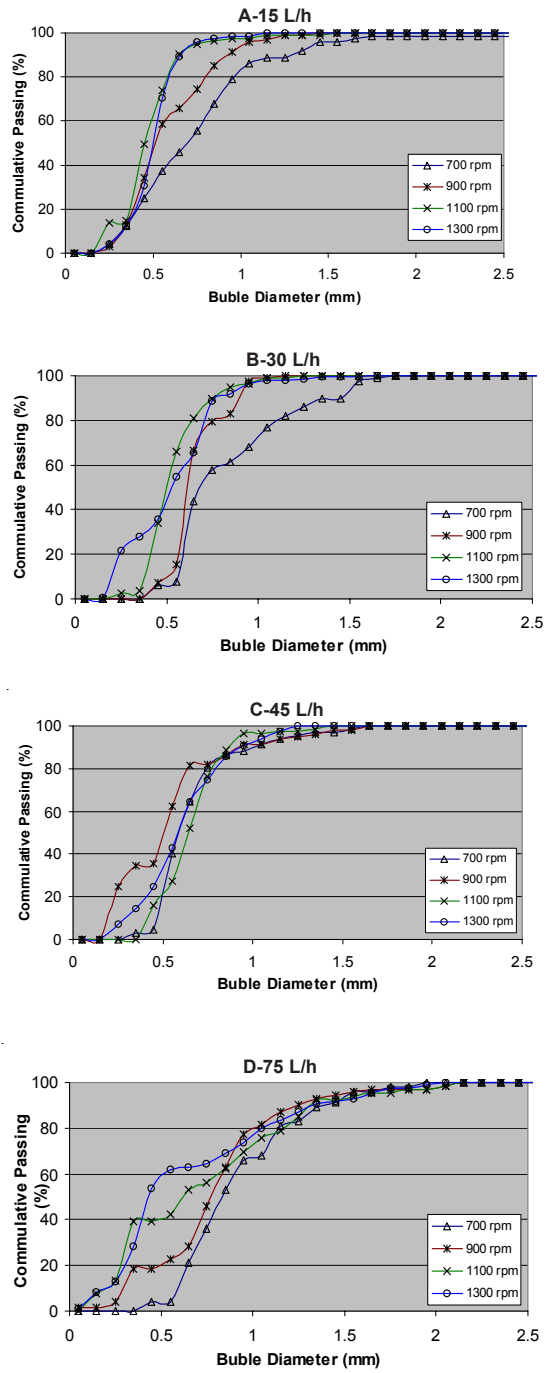 A-15 L/h
Commulative Passing (%)
100
80
60
40
20
0
0 0.5 1 1.5 2 2.5
Buble Diameter (mm)
700 rpm
900 rpm
1100 rpm
1300 rpm
B-30 L/h
Commulative Passing (%)
100
80
60
40
20
0
0 0.5 1 1.5 2 2.5
Buble Diameter (mm)
700 rpm
900 rpm
1100 rpm
1300 rpm
C-45 L/h
Commulative Passing (%)
100
80
60
40
20
0
0 0.5 1 1.5 2 2.5
Buble Diameter (mm)
700 rpm
900 rpm
1100 rpm
1300 rpm
D-75 L/h
Commulative Passing
(%)
100
80
60
40
20
0
0 0.5 1 1.5 2 2.5
Buble Diameter (mm)
700 rpm
900 rpm
1100 rpm
1300 rpm